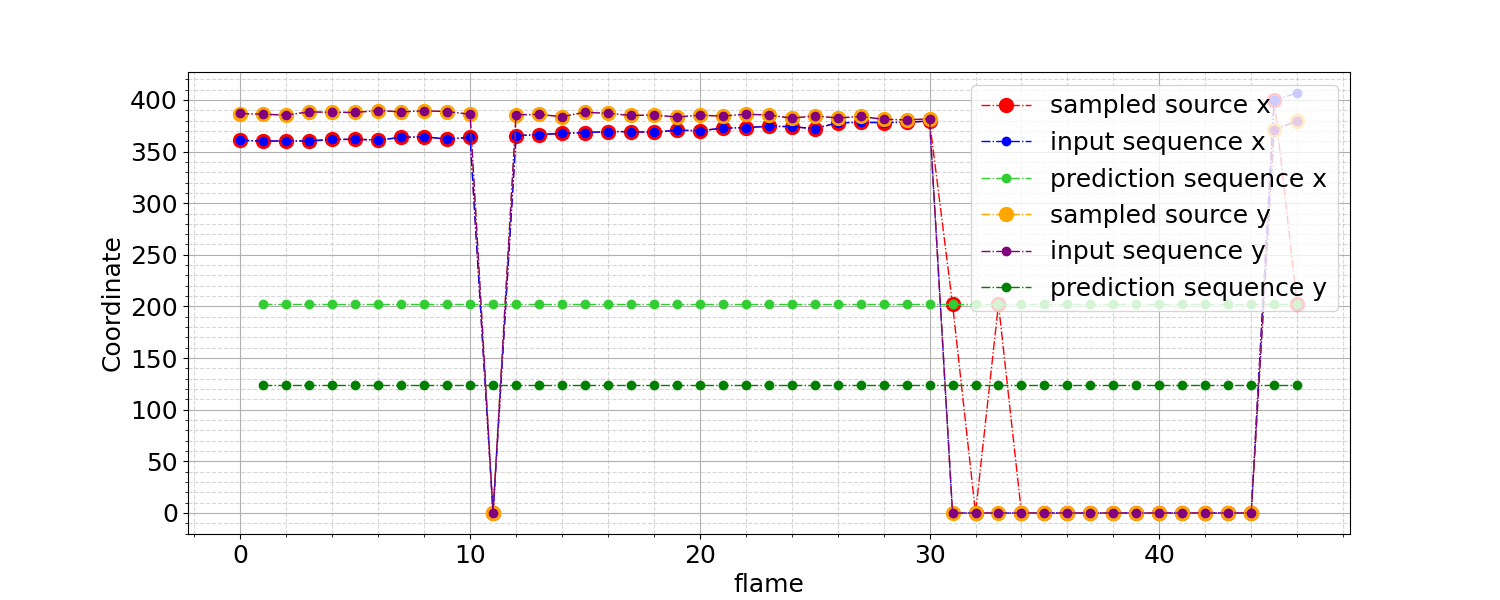 400
350
300
250
200
150
100
50
0
Coordinate
0 10 20 30 40
flame
sampled source x
input sequence x
prediction sequence x
sampled source y
input sequence y
prediction sequence y